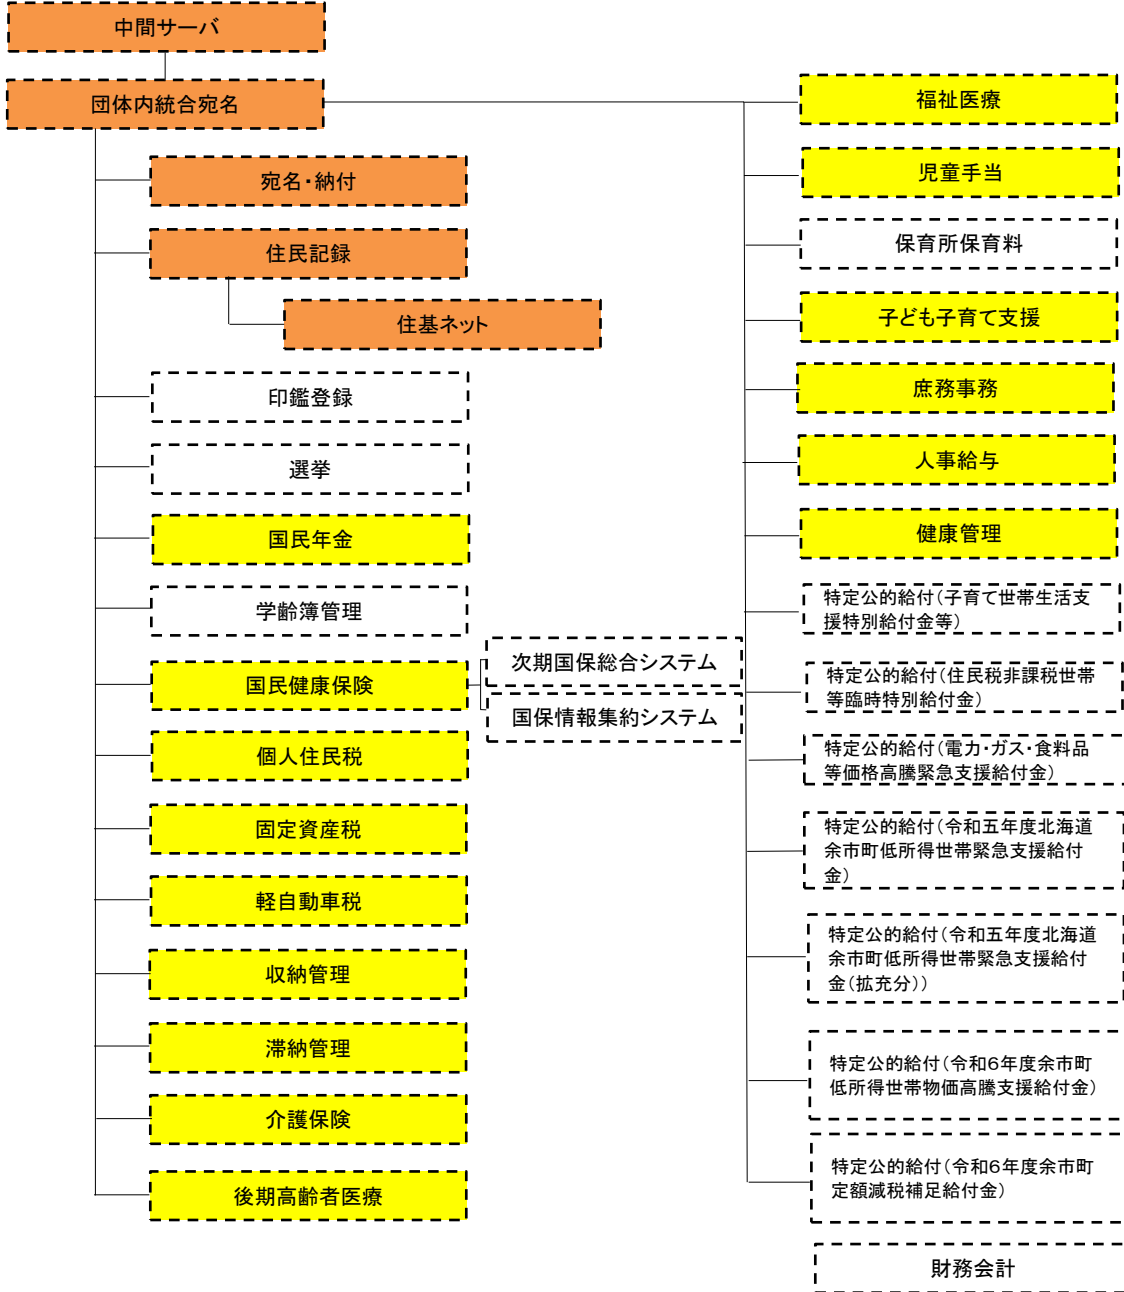 中間サーバ
団体内統合宛名
宛名・納付
住民記録
住基ネット
印鑑登録
選挙
国民年金
学齢簿管理
国民健康保険
次期国保総合システム
国保情報集約システム
個人住民税
固定資産税
軽自動車税
収納管理
滞納管理
介護保険
後期高齢者医療
福祉医療
児童手当
保育所保育料
子ども子育て支援
庶務事務
人事給与
健康管理
特定公的給付(子育て世帯生活支
援特別給付金等)
特定公的給付(住民税非課税世帯
等臨時特別給付金)
特定公的給付(電力・ガス・食料品
等価格高騰緊急支援給付金)
特定公的給付(令和五年度北海道
余市町低所得世帯緊急支援給付
金)
特定公的給付(令和五年度北海道
余市町低所得世帯緊急支援給付
金(拡充分))
特定公的給付(令和6年度余市町
低所得世帯物価高騰支援給付金)
特定公的給付(令和6年度余市町
定額減税補足給付金)
財務会計